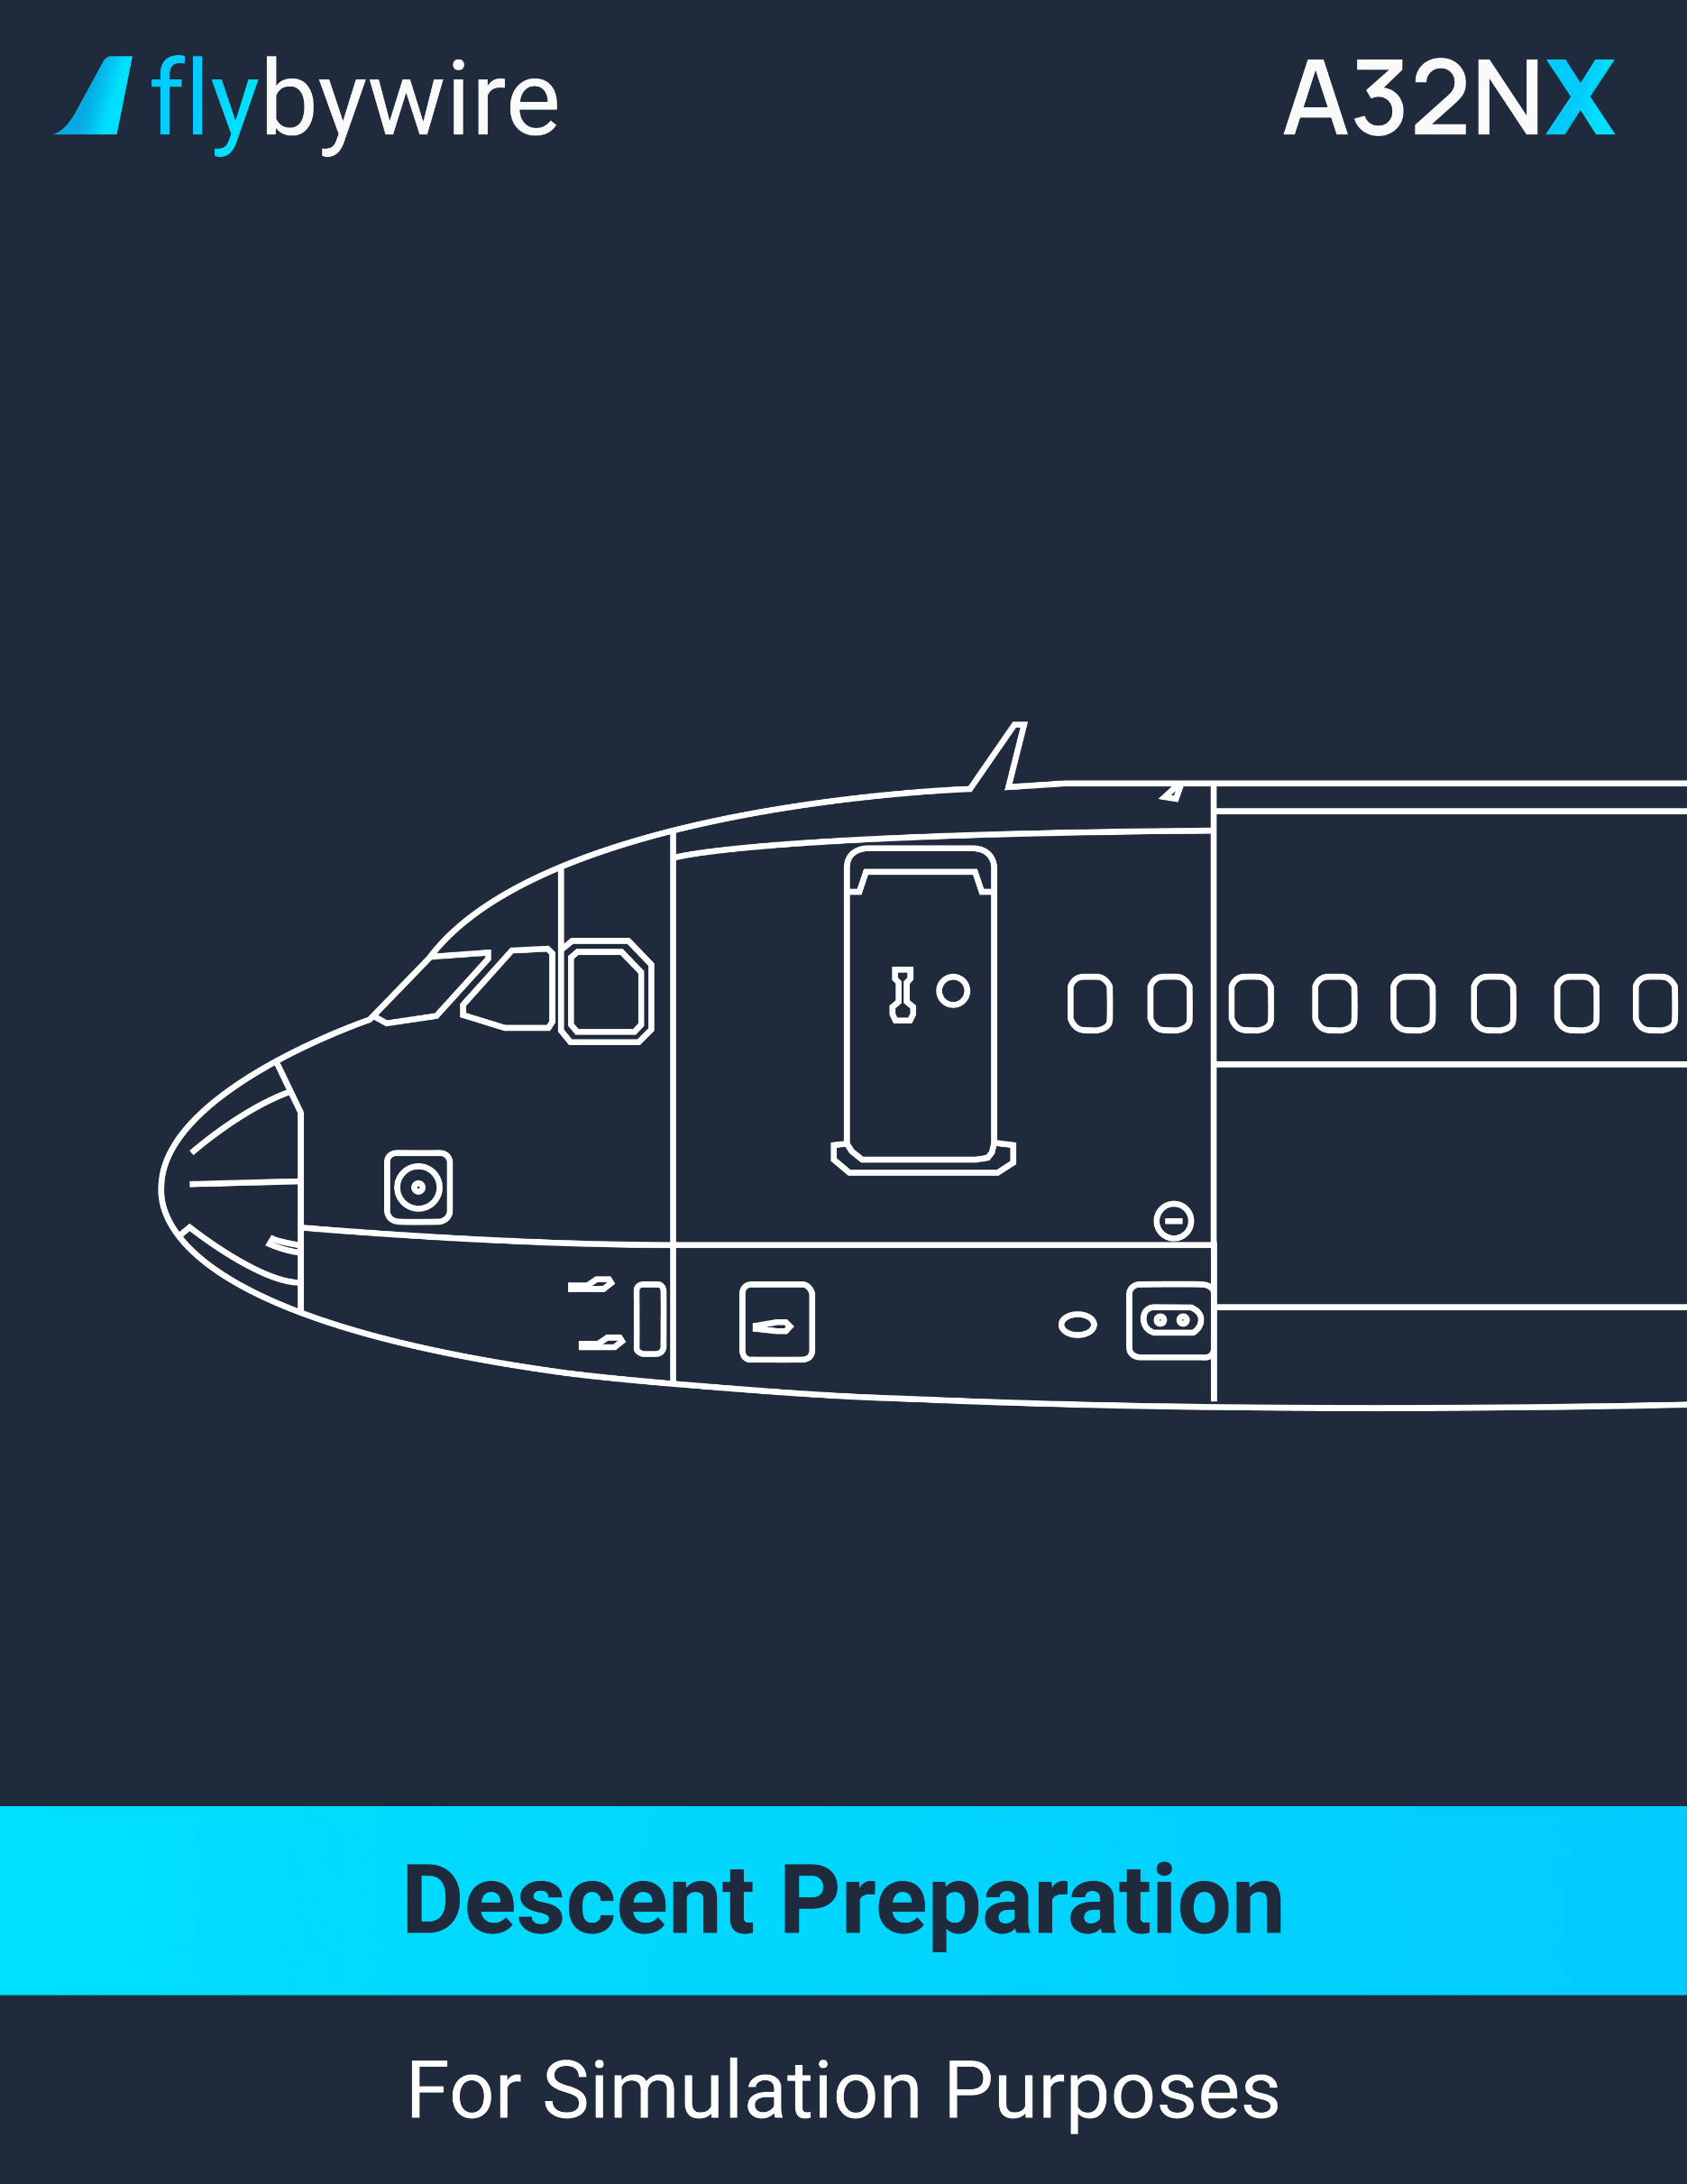 flybywire
A32NX
Descent Preparation
For Simulation Purposes